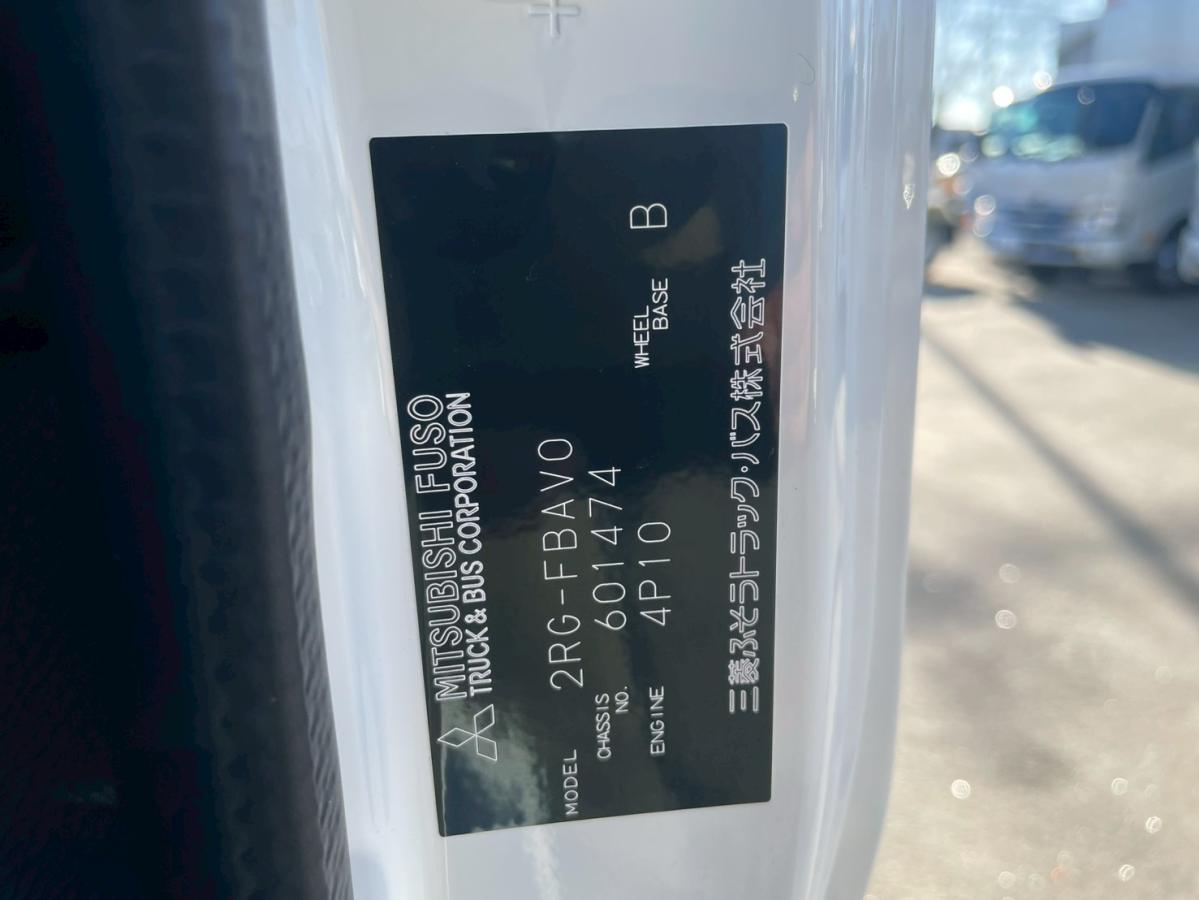 MITSUBISHI FUSO
TRUCK & BUS CORPORATION
MODEL 2RG-FBAV0
CHASSIS NO. 601474
ENGINE 4P10
WHEEL BASE B
三菱ふそうトラック・バス株式会社